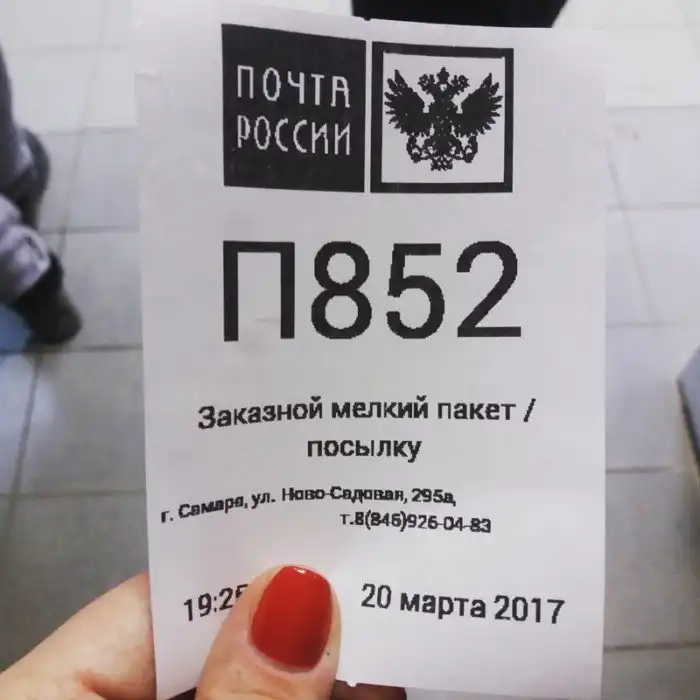 ПОЧТА
РОССИИ
П852
Заказной мелкий пакет /
посылку
г. Самара, ул. Ново-Садовая, 295а,
т.8(846)926-04-83
20 марта 2017